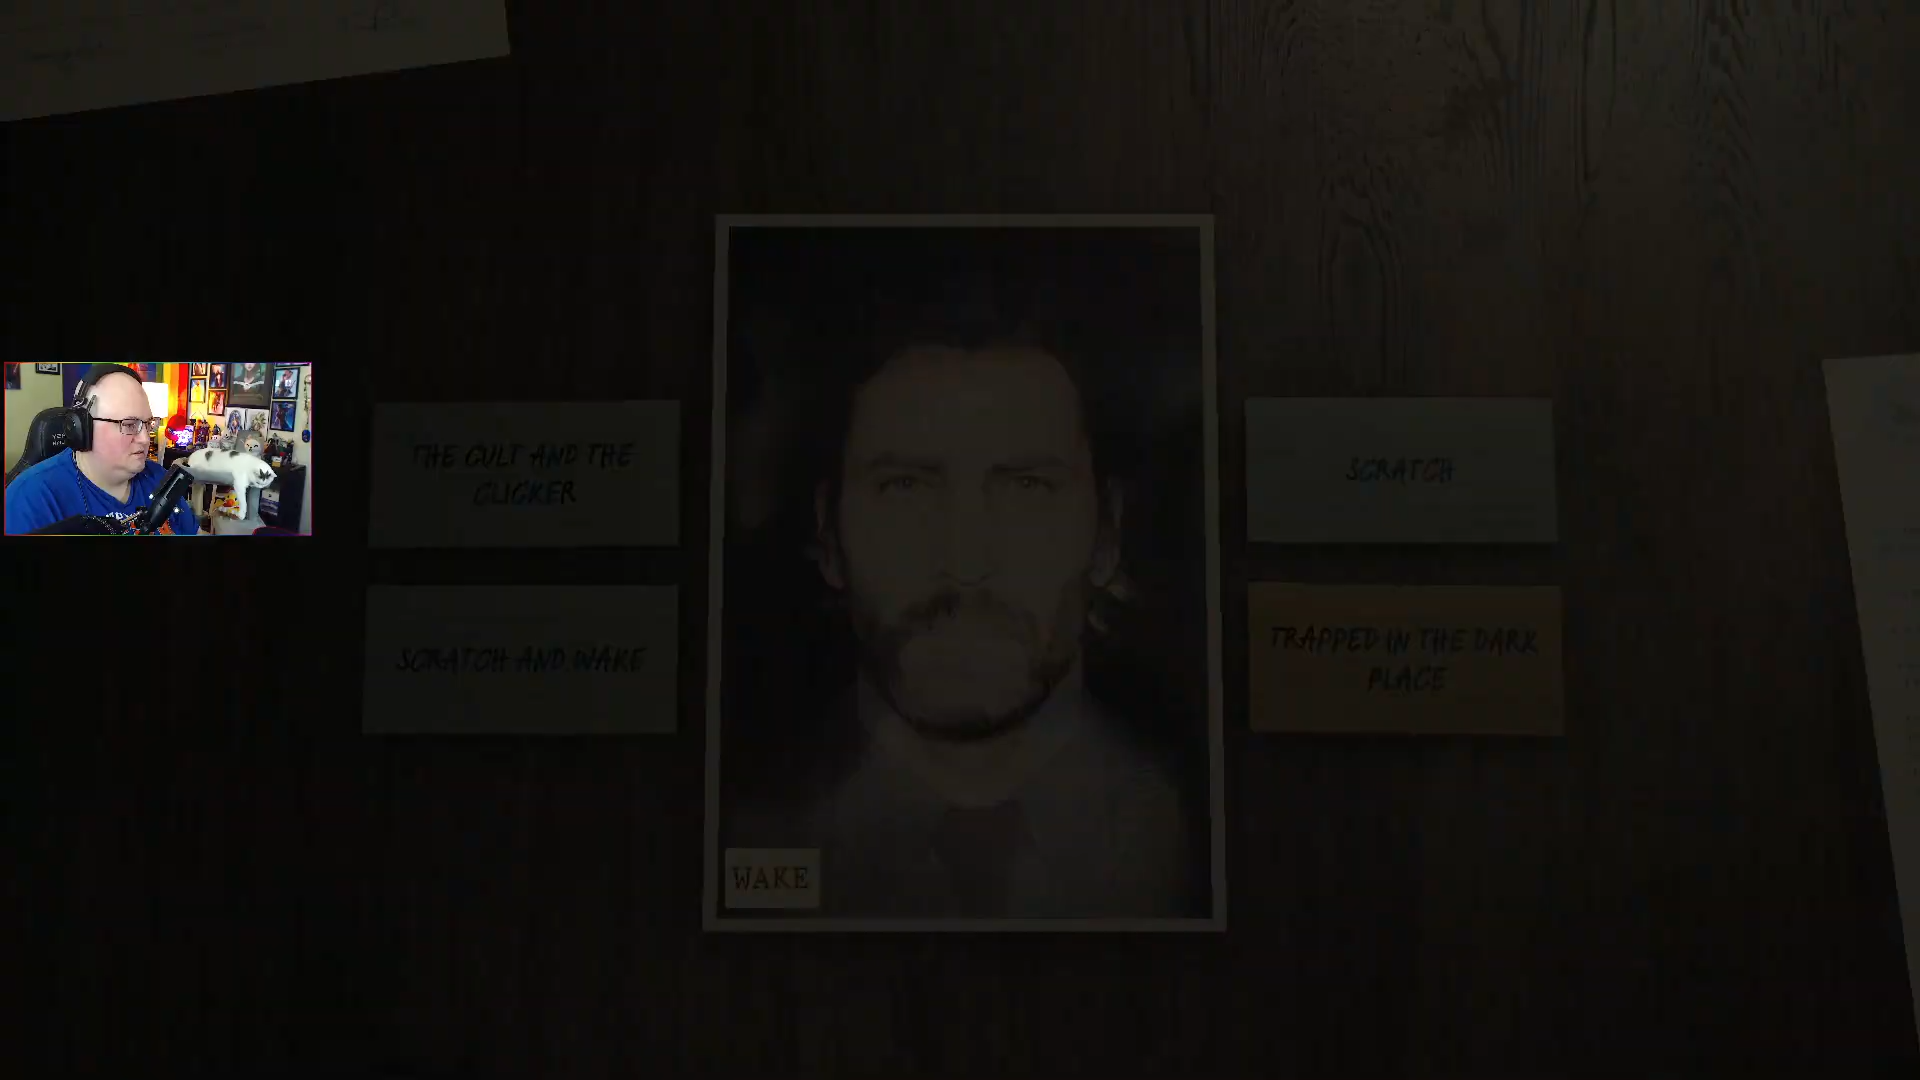 THE CULT AND THE
CLICKER
SCRATCH
SCRATCH AND WAKE
TRAPPED IN THE DARK
PLACE
WAKE